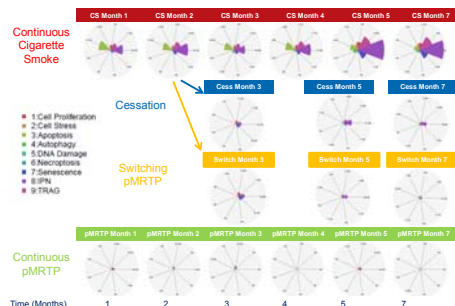 CS Month 1 CS Month 2 CS Month 3 CS Month 4 CS Month 5 CS Month 7
Continuous
Cigarette
Smoke
Cess Month 3 Cess Month 5 Cess Month 7
Cessation
1:Cell Proliferation
2:Cell Stress
3:Apoptosis
4:Autophagy
5:DNA Damage
6:Necroptosis
7:Senescence
8:IPN
9:TRAG
Switch Month 3 Switch Month 5 Switch Month 7
Switching
pMRTP
pMRTP Month 1 pMRTP Month 2 pMRTP Month 3 pMRTP Month 4 pMRTP Month 5 pMRTP Month 7
Continuous
pMRTP
Time (Months) 1 2 3 4 5 7